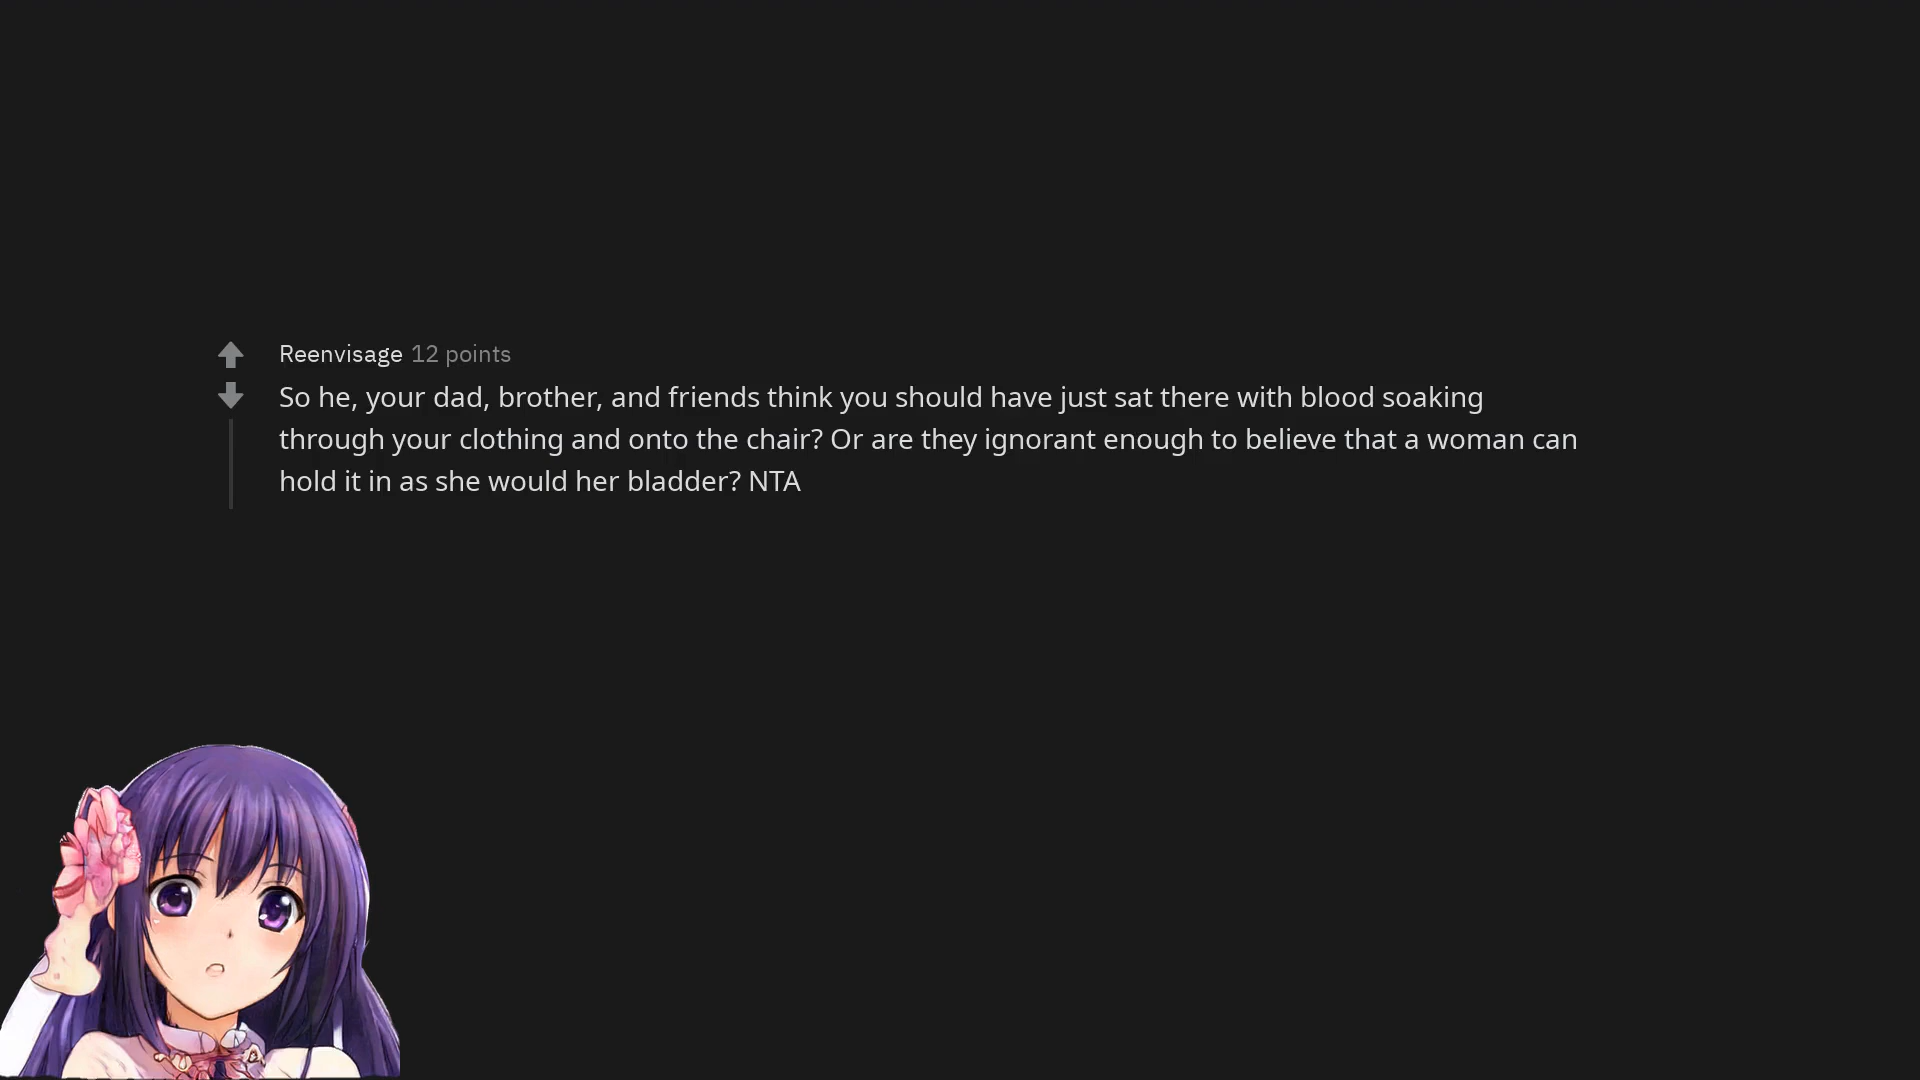 Reenvisage 12 points
So he, your dad, brother, and friends think you should have just sat there with blood soaking
through your clothing and onto the chair? Or are they ignorant enough to believe that a woman can
hold it in as she would her bladder? NTA